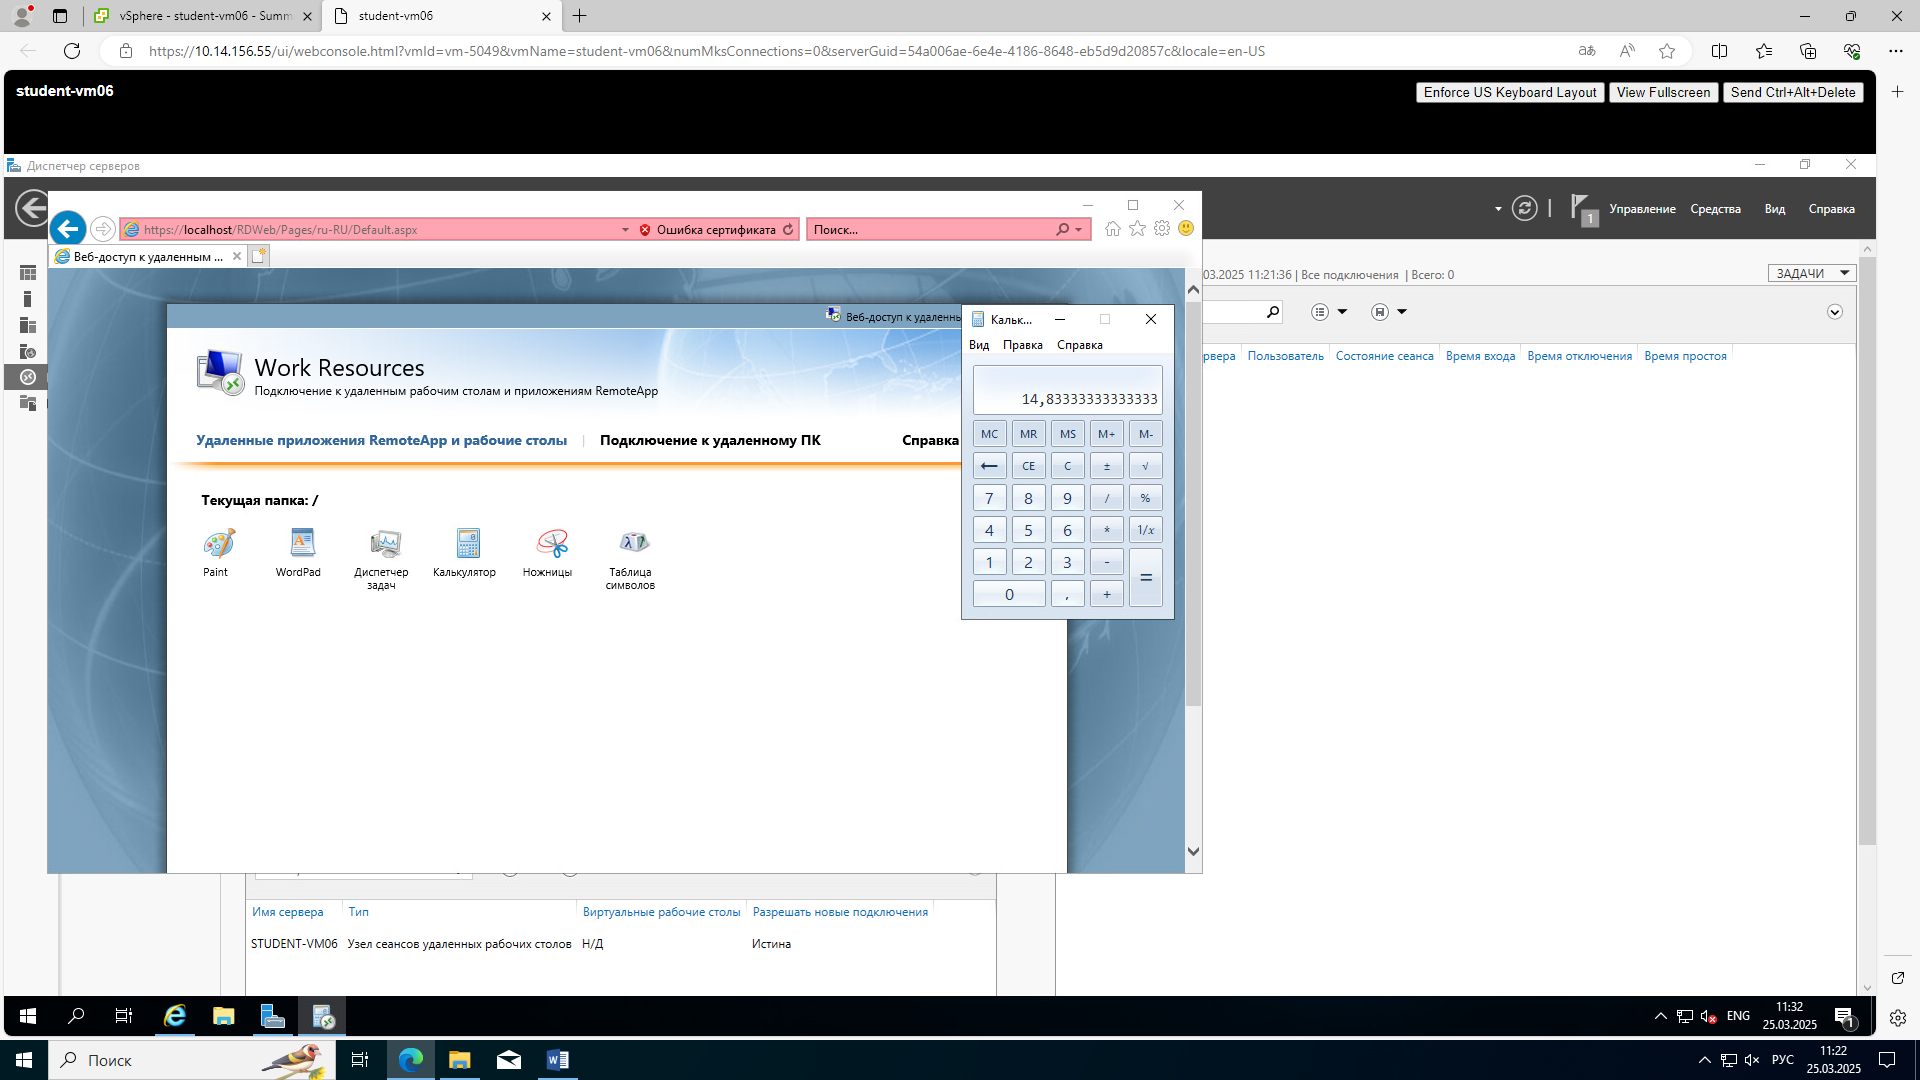 vSphere - student-vm06 - Summ
student-vm06
https://10.14.156.55/ui/webconsole.html?vmId=vm-5049&vmName=student-vm06&numMksConnections=0&serverGuid=54a006ae-6e4e-4186-8648-eb5d9d20857c&locale=en-US
student-vm06
Enforce US Keyboard Layout
View Fullscreen
Send Ctrl+Alt+Delete
Диспетчер серверов
1
Управление
Средства
Вид
Справка
https://localhost/RDWeb/Pages/ru-RU/Default.aspx
Ошибка сертификата
Поиск...
Веб-доступ к удаленным ...
03.2025 11:21:36 | Все подключения | Всего: 0
ЗАДАЧИ
рвера
Пользователь
Состояние сеанса
Время входа
Время отключения
Время простоя
Веб-доступ к удаленны
Work Resources
Подключение к удаленным рабочим столам и приложениям RemoteApp
Удаленные приложения RemoteApp и рабочие столы
Подключение к удаленному ПК
Справка
Текущая папка: /
Paint
WordPad
Диспетчер задач
Калькулятор
Ножницы
Таблица символов
Кальк...
Вид
Правка
Справка
14,83333333333333
MC MR MS M+ M-
← CE C ± √
7 8 9 / %
4 5 6 * 1/x
1 2 3 - =
0 , +
Имя сервера
Тип
Виртуальные рабочие столы
Разрешать новые подключения
STUDENT-VM06
Узел сеансов удаленных рабочих столов
Н/Д
Истина
ENG
11:32
25.03.2025
1
Поиск
РУС
11:22
25.03.2025